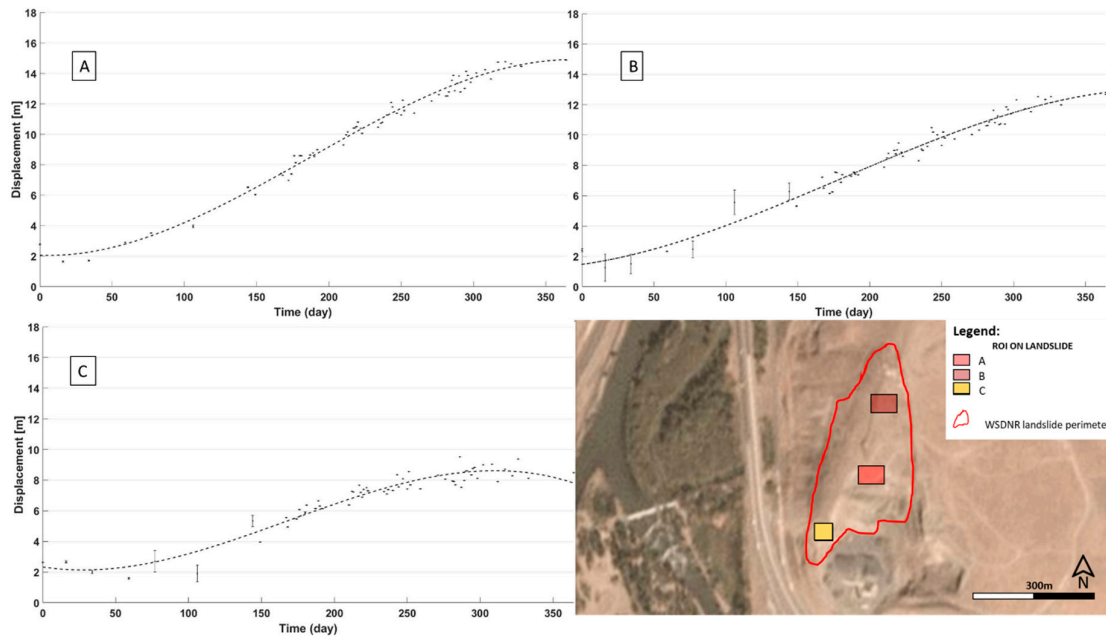 18
16
14
12
10
8
6
4
2
0
Displacement [m]
A
0 50 100 150 200 250 300 350
Time (day)
18
16
14
12
10
8
6
4
2
0
B
0 50 100 150 200 250 300 350
Time (day)
18
16
14
12
10
8
6
4
2
0
Displacement [m]
C
0 50 100 150 200 250 300 350
Time (day)
Legend:
ROI ON LANDSLIDE
A
B
C
WSDNR landslide perimete
300m
N